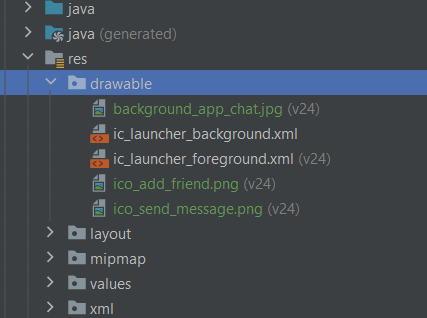 java
java (generated)
res
drawable
background_app_chat.jpg (v24)
ic_launcher_background.xml
ic_launcher_foreground.xml (v24)
ico_add_friend.png (v24)
ico_send_message.png (v24)
layout
mipmap
values
xml